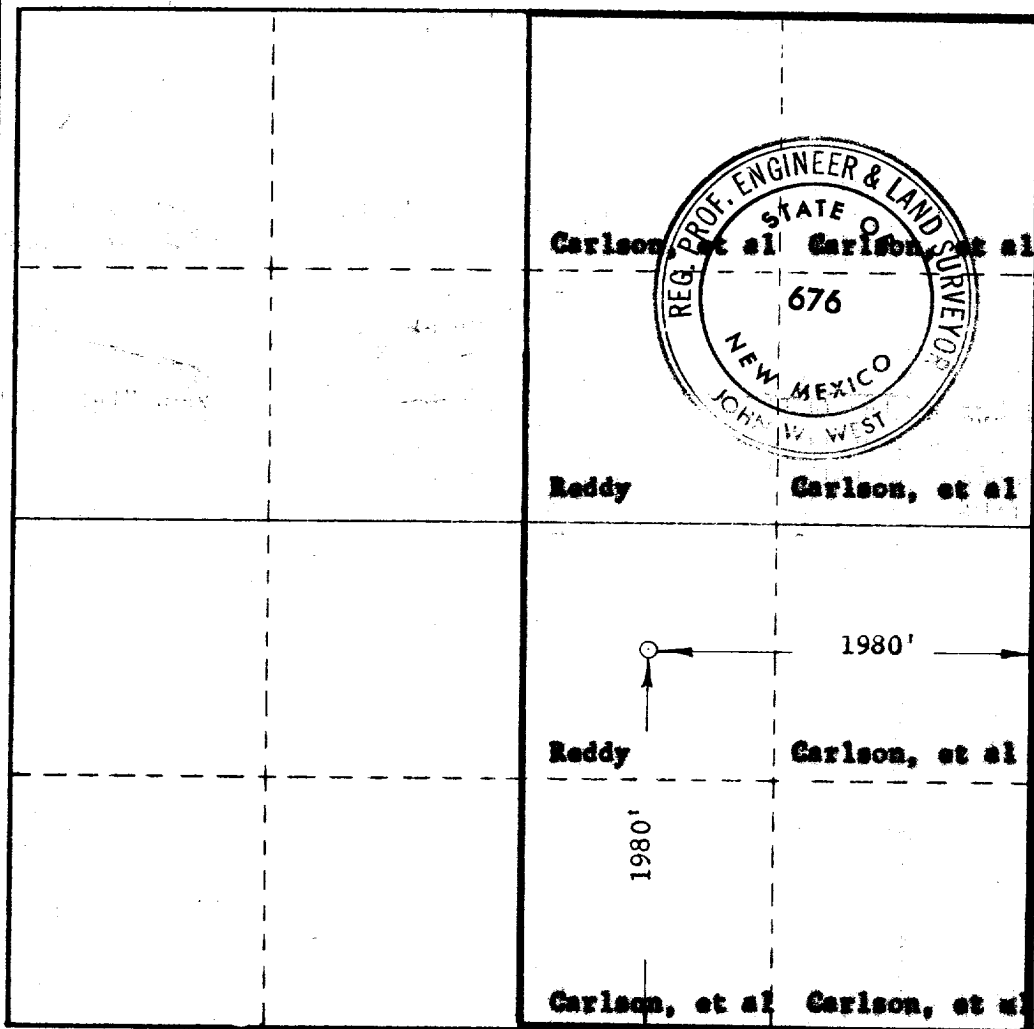 REG. PROF. ENGINEER & LAND SURVEYOR
STATE OF
NEW MEXICO
676
JOHN W. WEST
Carlson, et al Carlson, et al
Reddy Carlson, et al
1980'
Reddy Carlson, et al
1980'
Carlson, et al Carlson, et al